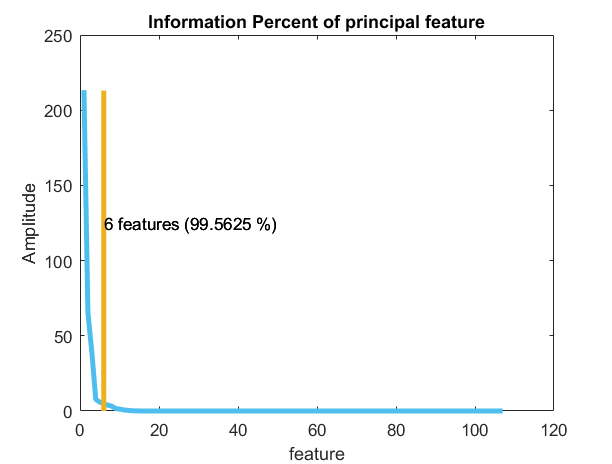 Information Percent of principal feature
250
200
150
100
50
0
Amplitude
6 features (99.5625 %)
0 20 40 60 80 100 120
feature